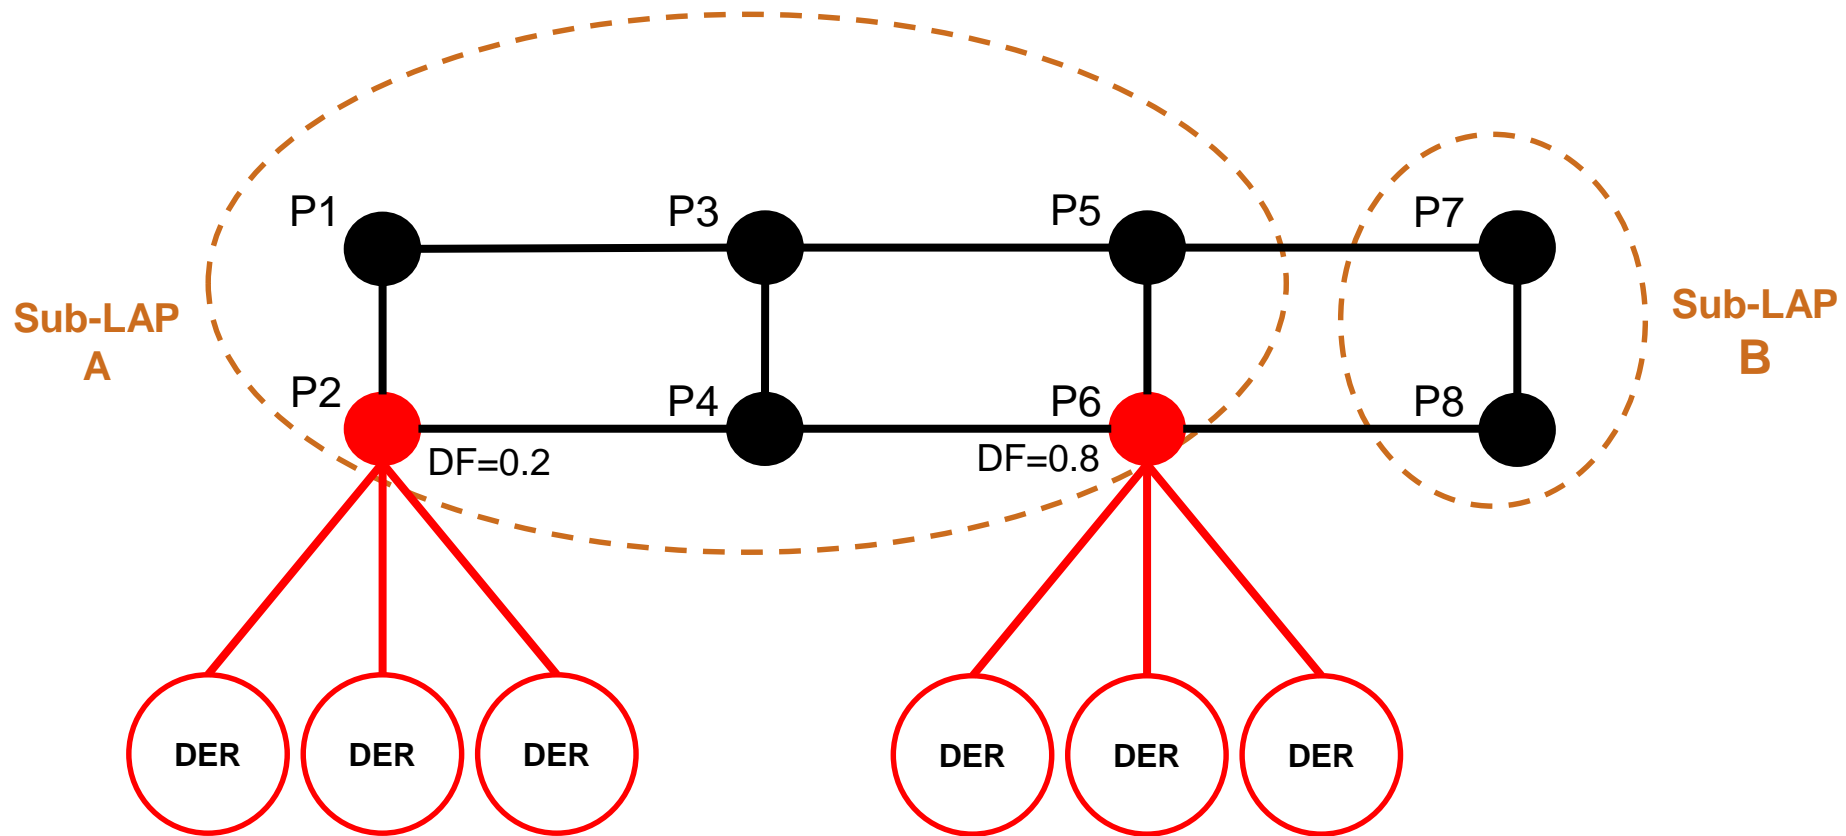 P1
P3
P5
P7
Sub-LAP
A
Sub-LAP
B
P2
P4
P6
P8
DF=0.2
DF=0.8
DER
DER
DER
DER
DER
DER